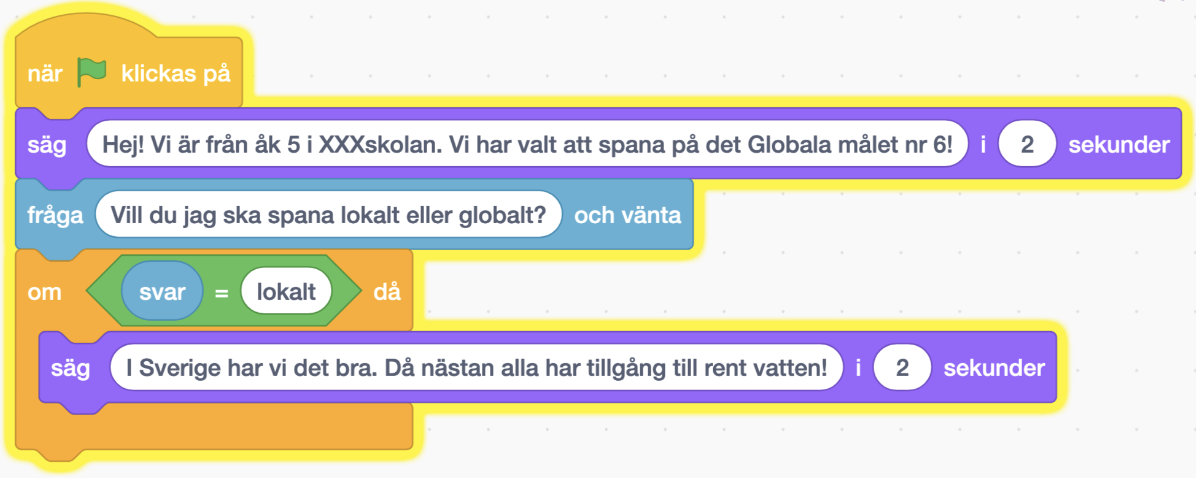 när klickas på
säg Hej! Vi är från åk 5 i XXXskolan. Vi har valt att spana på det Globala målet nr 6! i 2 sekunder
fråga Vill du jag ska spana lokalt eller globalt? och vänta
om svar = lokalt då
säg I Sverige har vi det bra. Då nästan alla har tillgång till rent vatten! i 2 sekunder